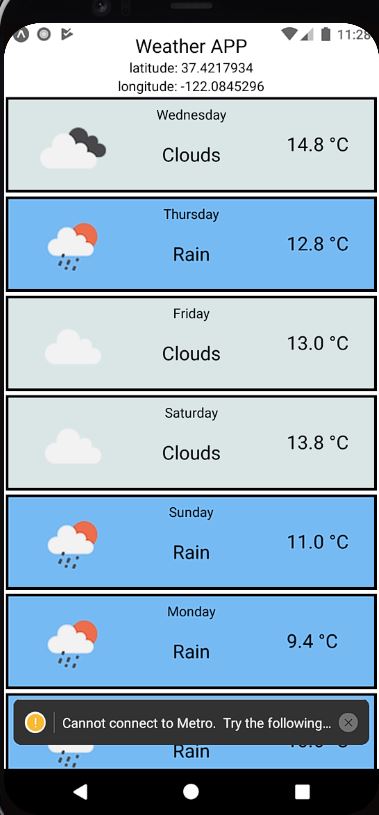 11:28
Weather APP
latitude: 37.4217934
longitude: -122.0845296
Wednesday
Clouds
14.8 °C
Thursday
Rain
12.8 °C
Friday
Clouds
13.0 °C
Saturday
Clouds
13.8 °C
Sunday
Rain
11.0 °C
Monday
Rain
9.4 °C
Cannot connect to Metro. Try the following...
Rain